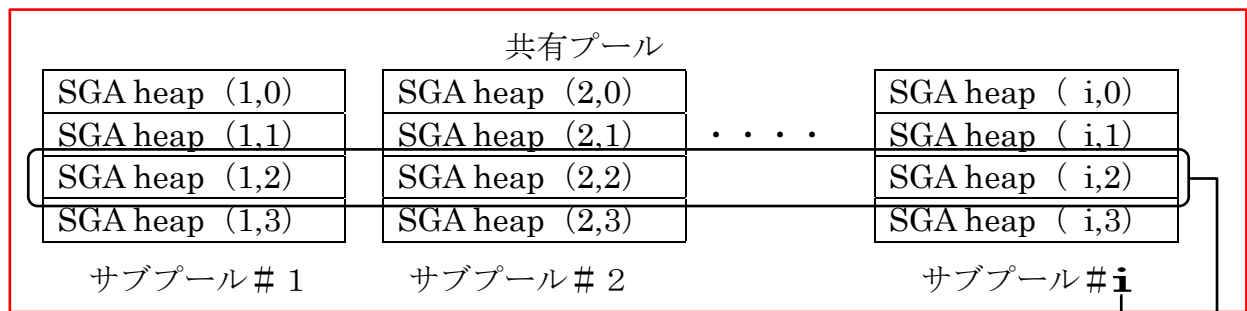 共有プール
SGA heap（1,0） SGA heap（2,0） SGA heap（ i,0）
SGA heap（1,1） SGA heap（2,1） ・・・・ SGA heap（ i,1）
SGA heap（1,2） SGA heap（2,2） SGA heap（ i,2）
SGA heap（1,3） SGA heap（2,3） SGA heap（ i,3）
サブプール＃１ サブプール＃２ サブプール＃i